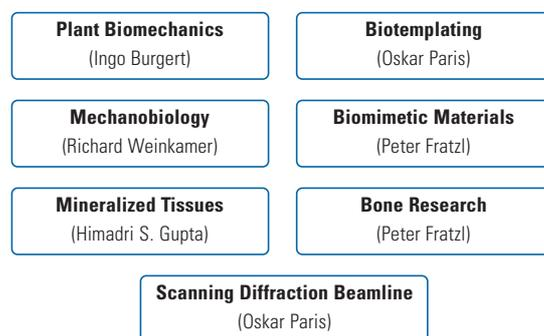 Plant Biomechanics
(Ingo Burgert)
Biotemplating
(Oskar Paris)
Mechanobiology
(Richard Weinkamer)
Biomimetic Materials
(Peter Fratzl)
Mineralized Tissues
(Himadri S. Gupta)
Bone Research
(Peter Fratzl)
Scanning Diffraction Beamline
(Oskar Paris)